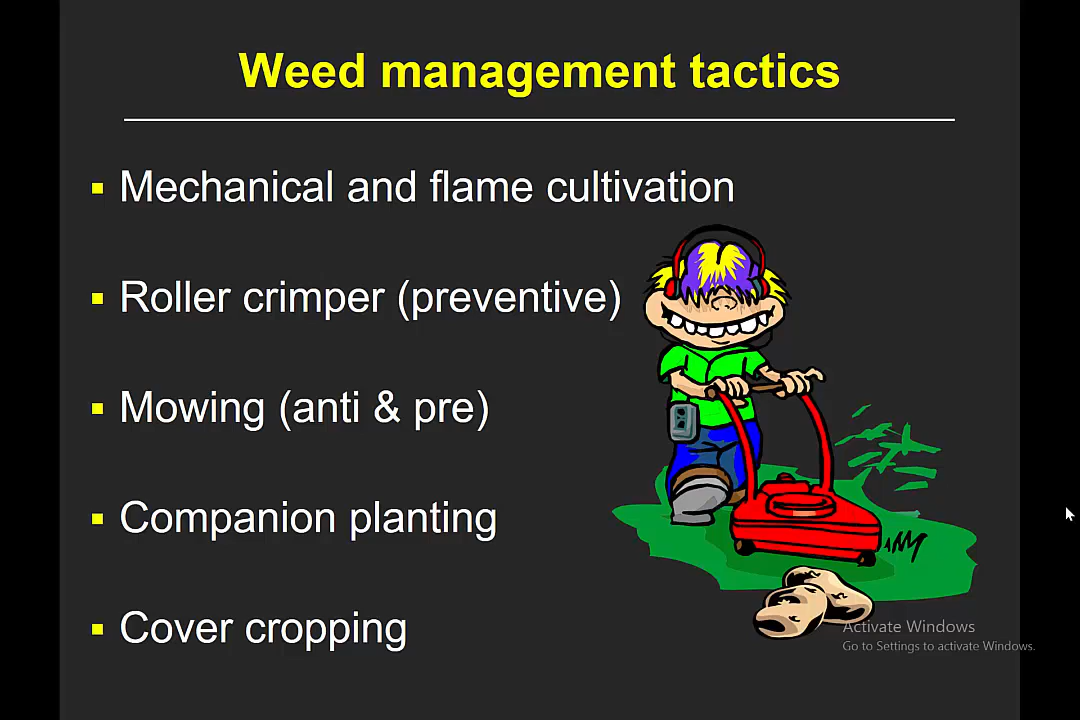 Weed management tactics
Mechanical and flame cultivation
Roller crimper (preventive)
Mowing (anti & pre)
Companion planting
Cover cropping
Activate Windows
Go to Settings to activate Windows.